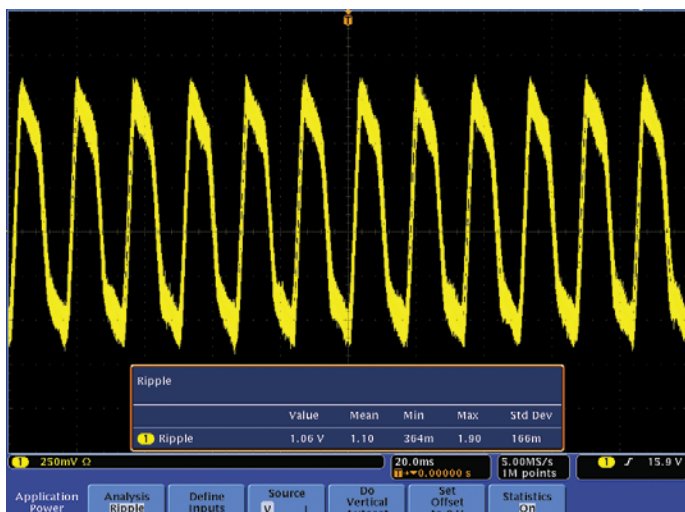 T
Ripple
Value Mean Min Max Std Dev
1 Ripple 1.06 V 1.10 364m 1.90 166m
1 250mV Ω
20.0ms
T→▼0.00000 s
5.00MS/s
1M points
1 ∫ 15.9 V
Application
Power
Analysis
Ripple
Define
Inputs
Source
V I
Do
Vertical
Set
Offset
Statistics
On